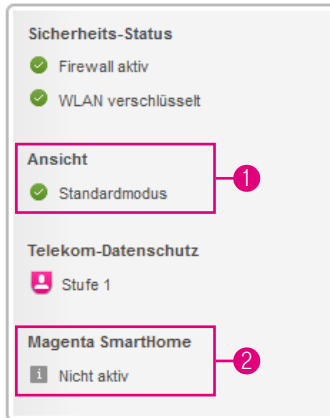 Sicherheits-Status
Firewall aktiv
WLAN verschlüsselt
Ansicht
1
Standardmodus
Telekom-Datenschutz
Stufe 1
Magenta SmartHome
2
i Nicht aktiv